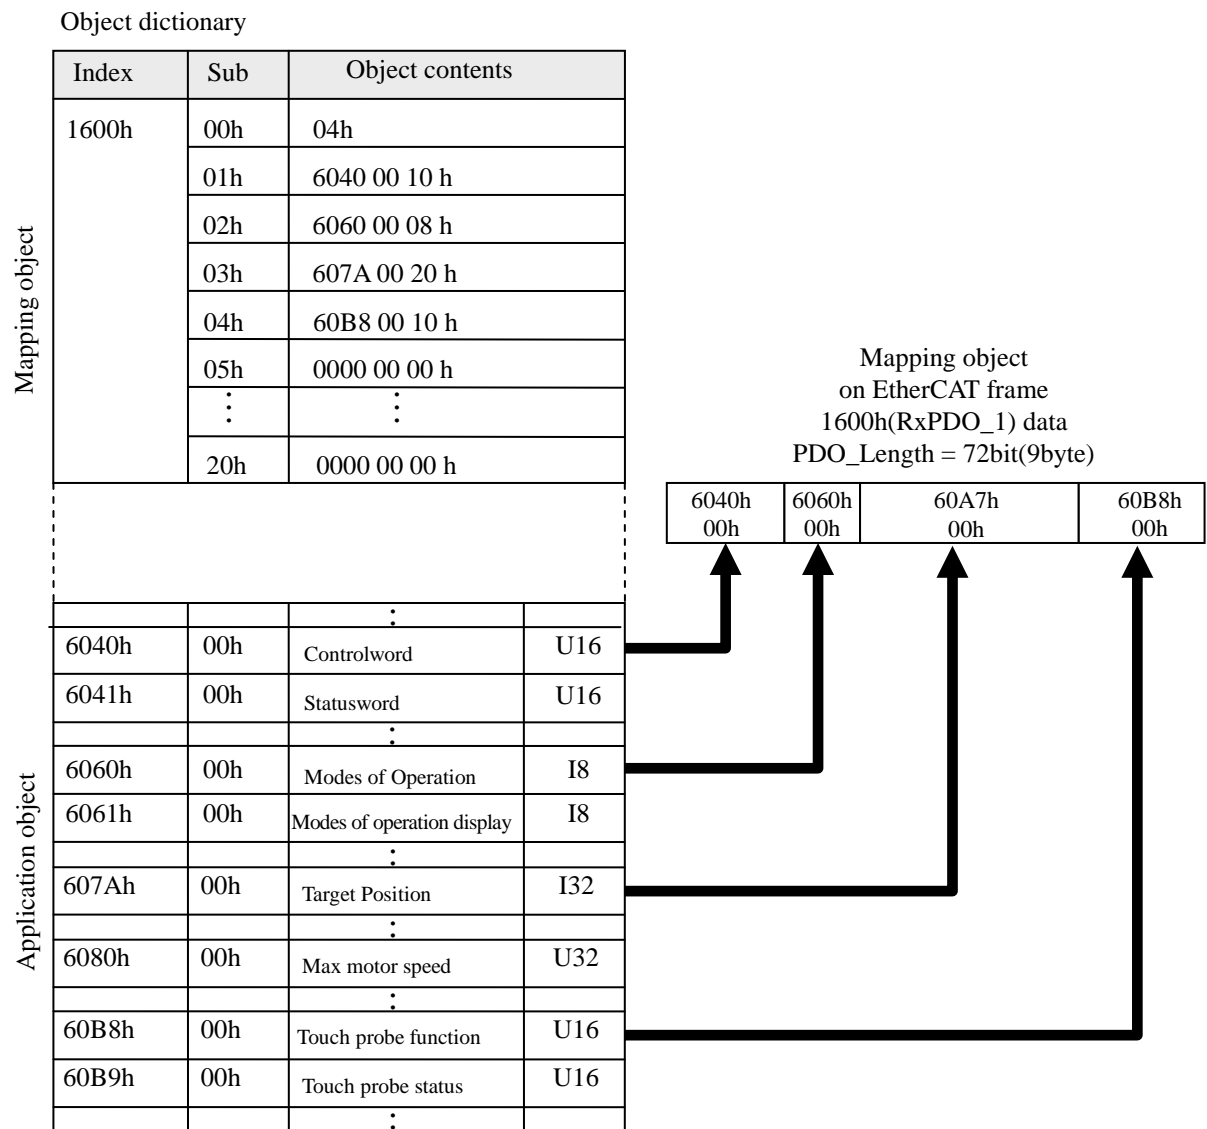 Object dictionary
Index Sub Object contents
1600h 00h 04h
01h 6040 00 10 h
02h 6060 00 08 h
03h 607A 00 20 h
04h 60B8 00 10 h
05h 0000 00 00 h
⋮ ⋮
20h 0000 00 00 h
Mapping object
Mapping object
on EtherCAT frame
1600h(RxPDO_1) data
PDO_Length = 72bit(9byte)
6040h 6060h 60A7h 60B8h
00h 00h 00h 00h
Application object
⋮
6040h 00h Controlword U16
6041h 00h Statusword U16
⋮
6060h 00h Modes of Operation I8
6061h 00h Modes of operation display I8
⋮
607Ah 00h Target Position I32
⋮
6080h 00h Max motor speed U32
⋮
60B8h 00h Touch probe function U16
60B9h 00h Touch probe status U16
⋮